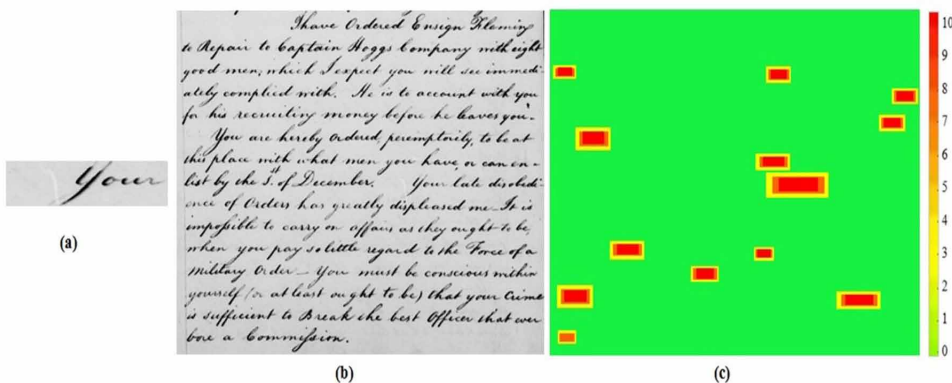 Your
(a)
I have Ordered Ensign Fleming
to Repair to Captain Hoggs Company with eight
good men, which I expect you will see immedi-
ately complied with. He is to account with you
for his recruiting money before he leaves you.
You are hereby Ordered, peremptorily, to be at
this place with what men you have or can en-
list by the 1st of December. Your late disobedi-
ence of Orders has greatly displeased me. It is
impossible to carry on affairs as they ought to be,
when you pay so little regard to the Force of a
Military Order— You must be conscious within
yourself (or at least ought to be) that your Crime
is sufficient to Break the best Officer that ever
bore a Commission.
(b)
10
9
8
7
6
5
4
3
2
1
0
(c)